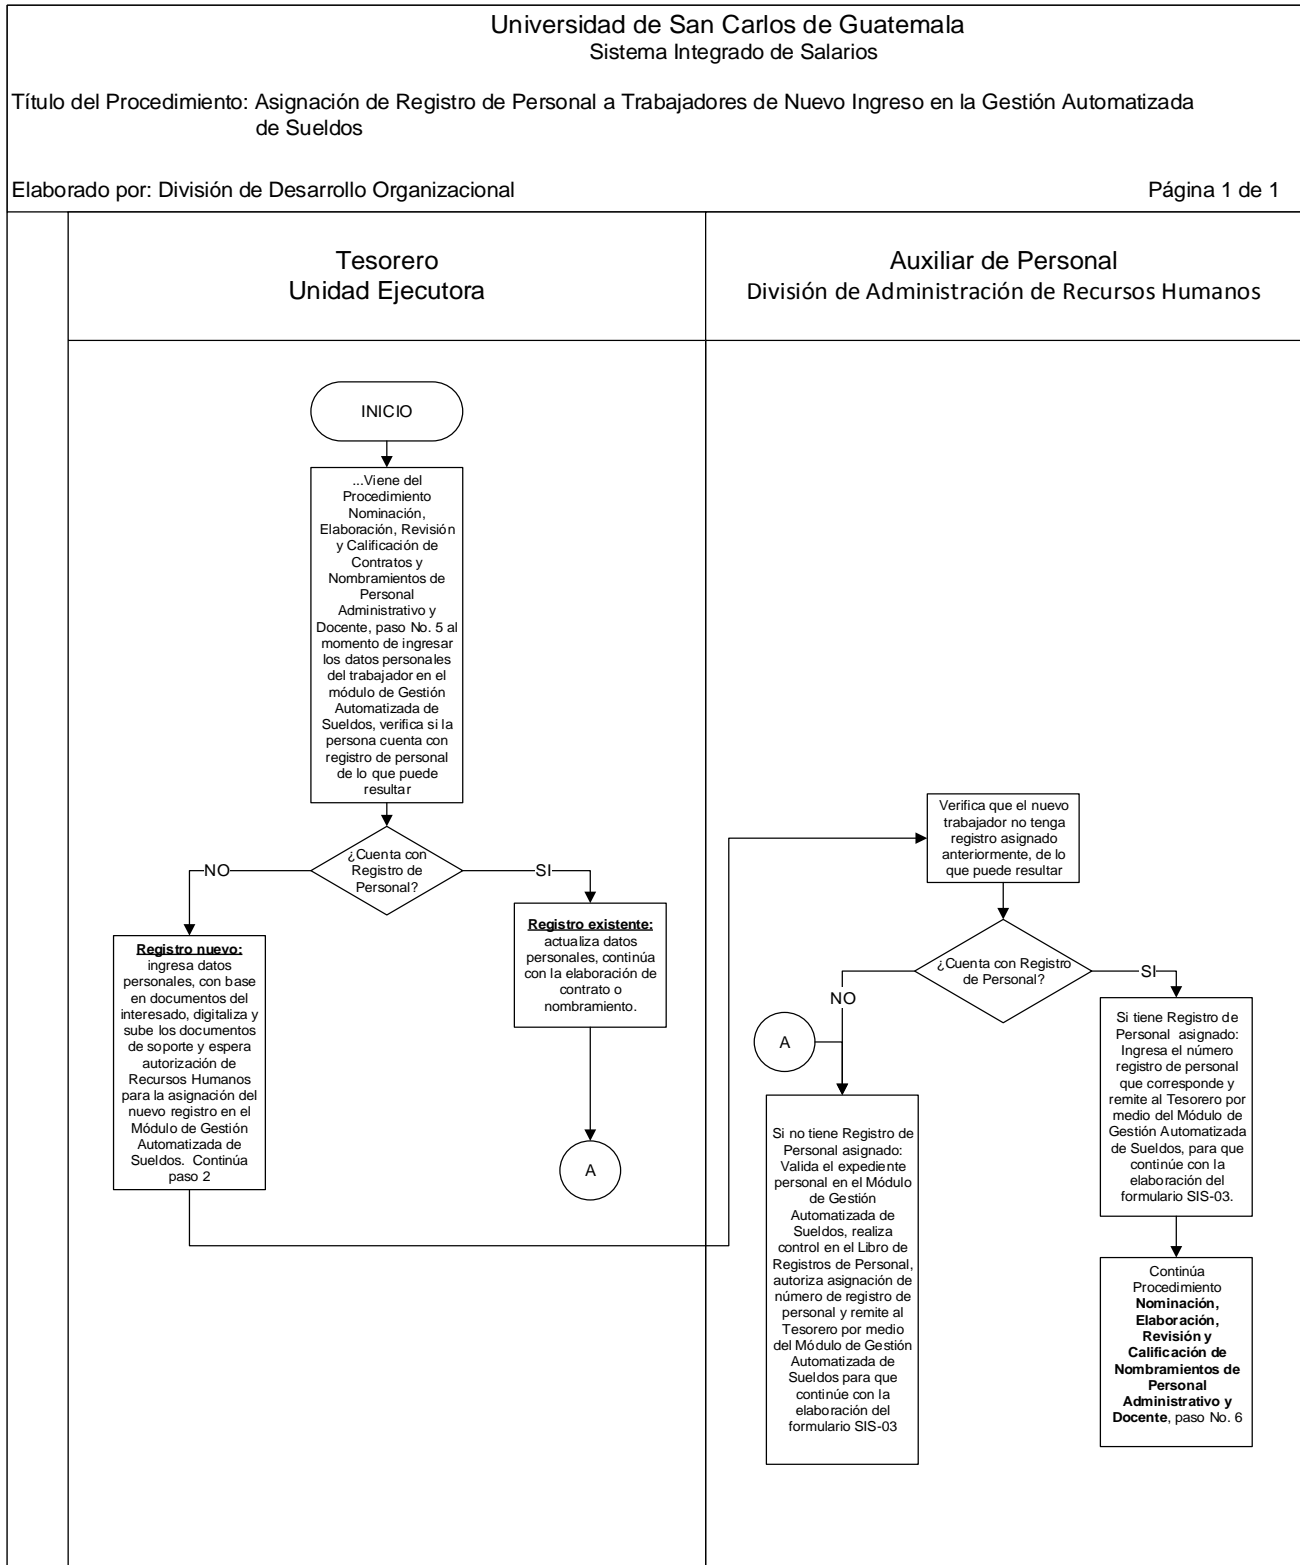 Universidad de San Carlos de Guatemala
Sistema Integrado de Salarios
Título del Procedimiento: Asignación de Registro de Personal a Trabajadores de Nuevo Ingreso en la Gestión Automatizada
de Sueldos
Elaborado por: División de Desarrollo Organizacional
Página 1 de 1
Tesorero
Unidad Ejecutora
Auxiliar de Personal
División de Administración de Recursos Humanos
INICIO
...Viene del
Procedimiento
Nominación,
Elaboración, Revisión
y Calificación de
Contratos y
Nombramientos de
Personal
Administrativo y
Docente, paso No. 5 al
momento de ingresar
los datos personales
del trabajador en el
módulo de Gestión
Automatizada de
Sueldos, verifica si la
persona cuenta con
registro de personal
de lo que puede
resultar
¿Cuenta con
Registro de
Personal?
NO
SI
Registro nuevo:
ingresa datos
personales, con base
en documentos del
interesado, digitaliza y
sube los documentos
de soporte y espera
autorización de
Recursos Humanos
para la asignación del
nuevo registro en el
Módulo de Gestión
Automatizada de
Sueldos.  Continúa
paso 2
Registro existente:
actualiza datos
personales, continúa
con la elaboración de
contrato o
nombramiento.
A
Verifica que el nuevo
trabajador no tenga
registro asignado
anteriormente, de lo
que puede resultar
¿Cuenta con Registro
de Personal?
NO
SI
A
Si no tiene Registro de
Personal asignado:
Valida el expediente
personal en el Módulo
de Gestión
Automatizada de
Sueldos, realiza
control en el Libro de
Registros de Personal,
autoriza asignación de
número de registro de
personal y remite al
Tesorero por medio
del Módulo de Gestión
Automatizada de
Sueldos para que
continúe con la
elaboración del
formulario SIS-03
Si tiene Registro de
Personal  asignado:
Ingresa el número
registro de personal
que corresponde y
remite al Tesorero por
medio del Módulo de
Gestión Automatizada
de Sueldos, para que
continúe con la
elaboración del
formulario SIS-03.
Continúa
Procedimiento
Nominación,
Elaboración,
Revisión y
Calificación de
Nombramientos de
Personal
Administrativo y
Docente, paso No. 6